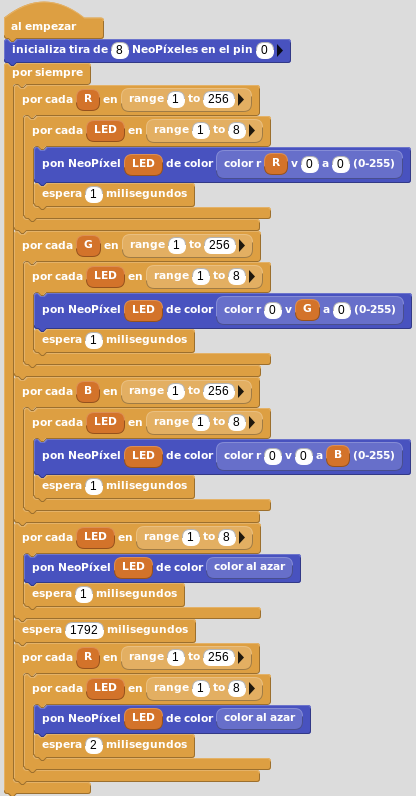 al empezar
inicializa tira de 8 NeoPíxeles en el pin 0
por siempre
por cada R en range 1 to 256
por cada LED en range 1 to 8
pon NeoPíxel LED de color color r R v 0 a 0 (0-255)
espera 1 milisegundos
por cada G en range 1 to 256
por cada LED en range 1 to 8
pon NeoPíxel LED de color color r 0 v G a 0 (0-255)
espera 1 milisegundos
por cada B en range 1 to 256
por cada LED en range 1 to 8
pon NeoPíxel LED de color color r 0 v 0 a B (0-255)
espera 1 milisegundos
por cada LED en range 1 to 8
pon NeoPíxel LED de color color al azar
espera 1 milisegundos
espera 1792 milisegundos
por cada R en range 1 to 256
por cada LED en range 1 to 8
pon NeoPíxel LED de color color al azar
espera 2 milisegundos